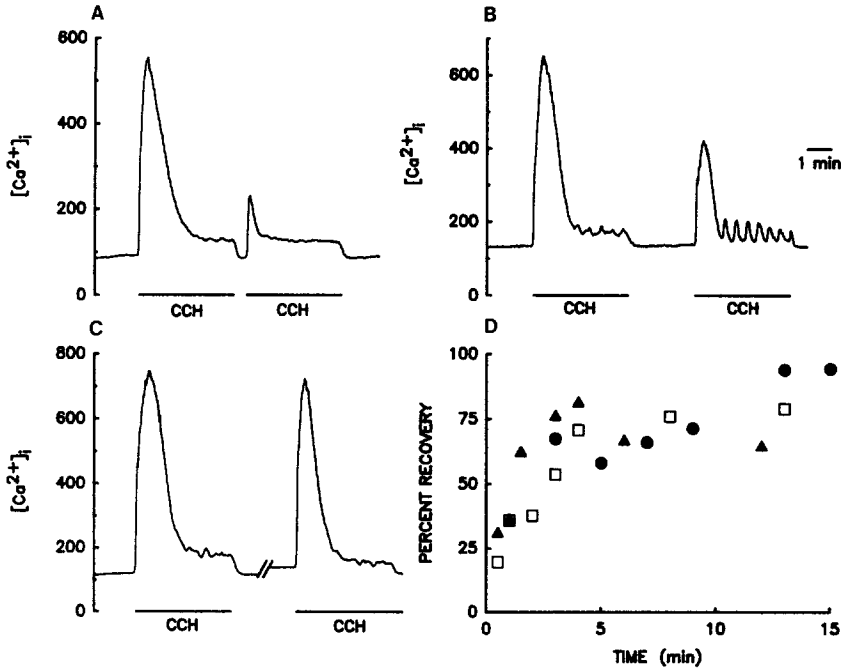 A
600
400
200
0
[Ca²⁺]i
CCH
CCH
B
600
400
200
0
[Ca²⁺]i
1 min
CCH
CCH
C
800
600
400
200
0
[Ca²⁺]i
CCH
CCH
D
100
75
50
25
0
PERCENT RECOVERY
0
5
10
15
TIME (min)